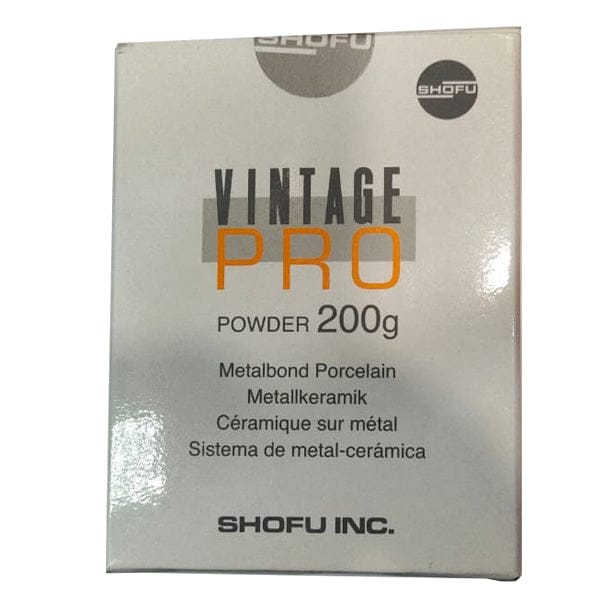 SHOFU
SHOFU
VINTAGE
PRO
POWDER 200g
Metalbond Porcelain
Metallkeramik
Céramique sur métal
Sistema de metal-cerámica
SHOFU INC.